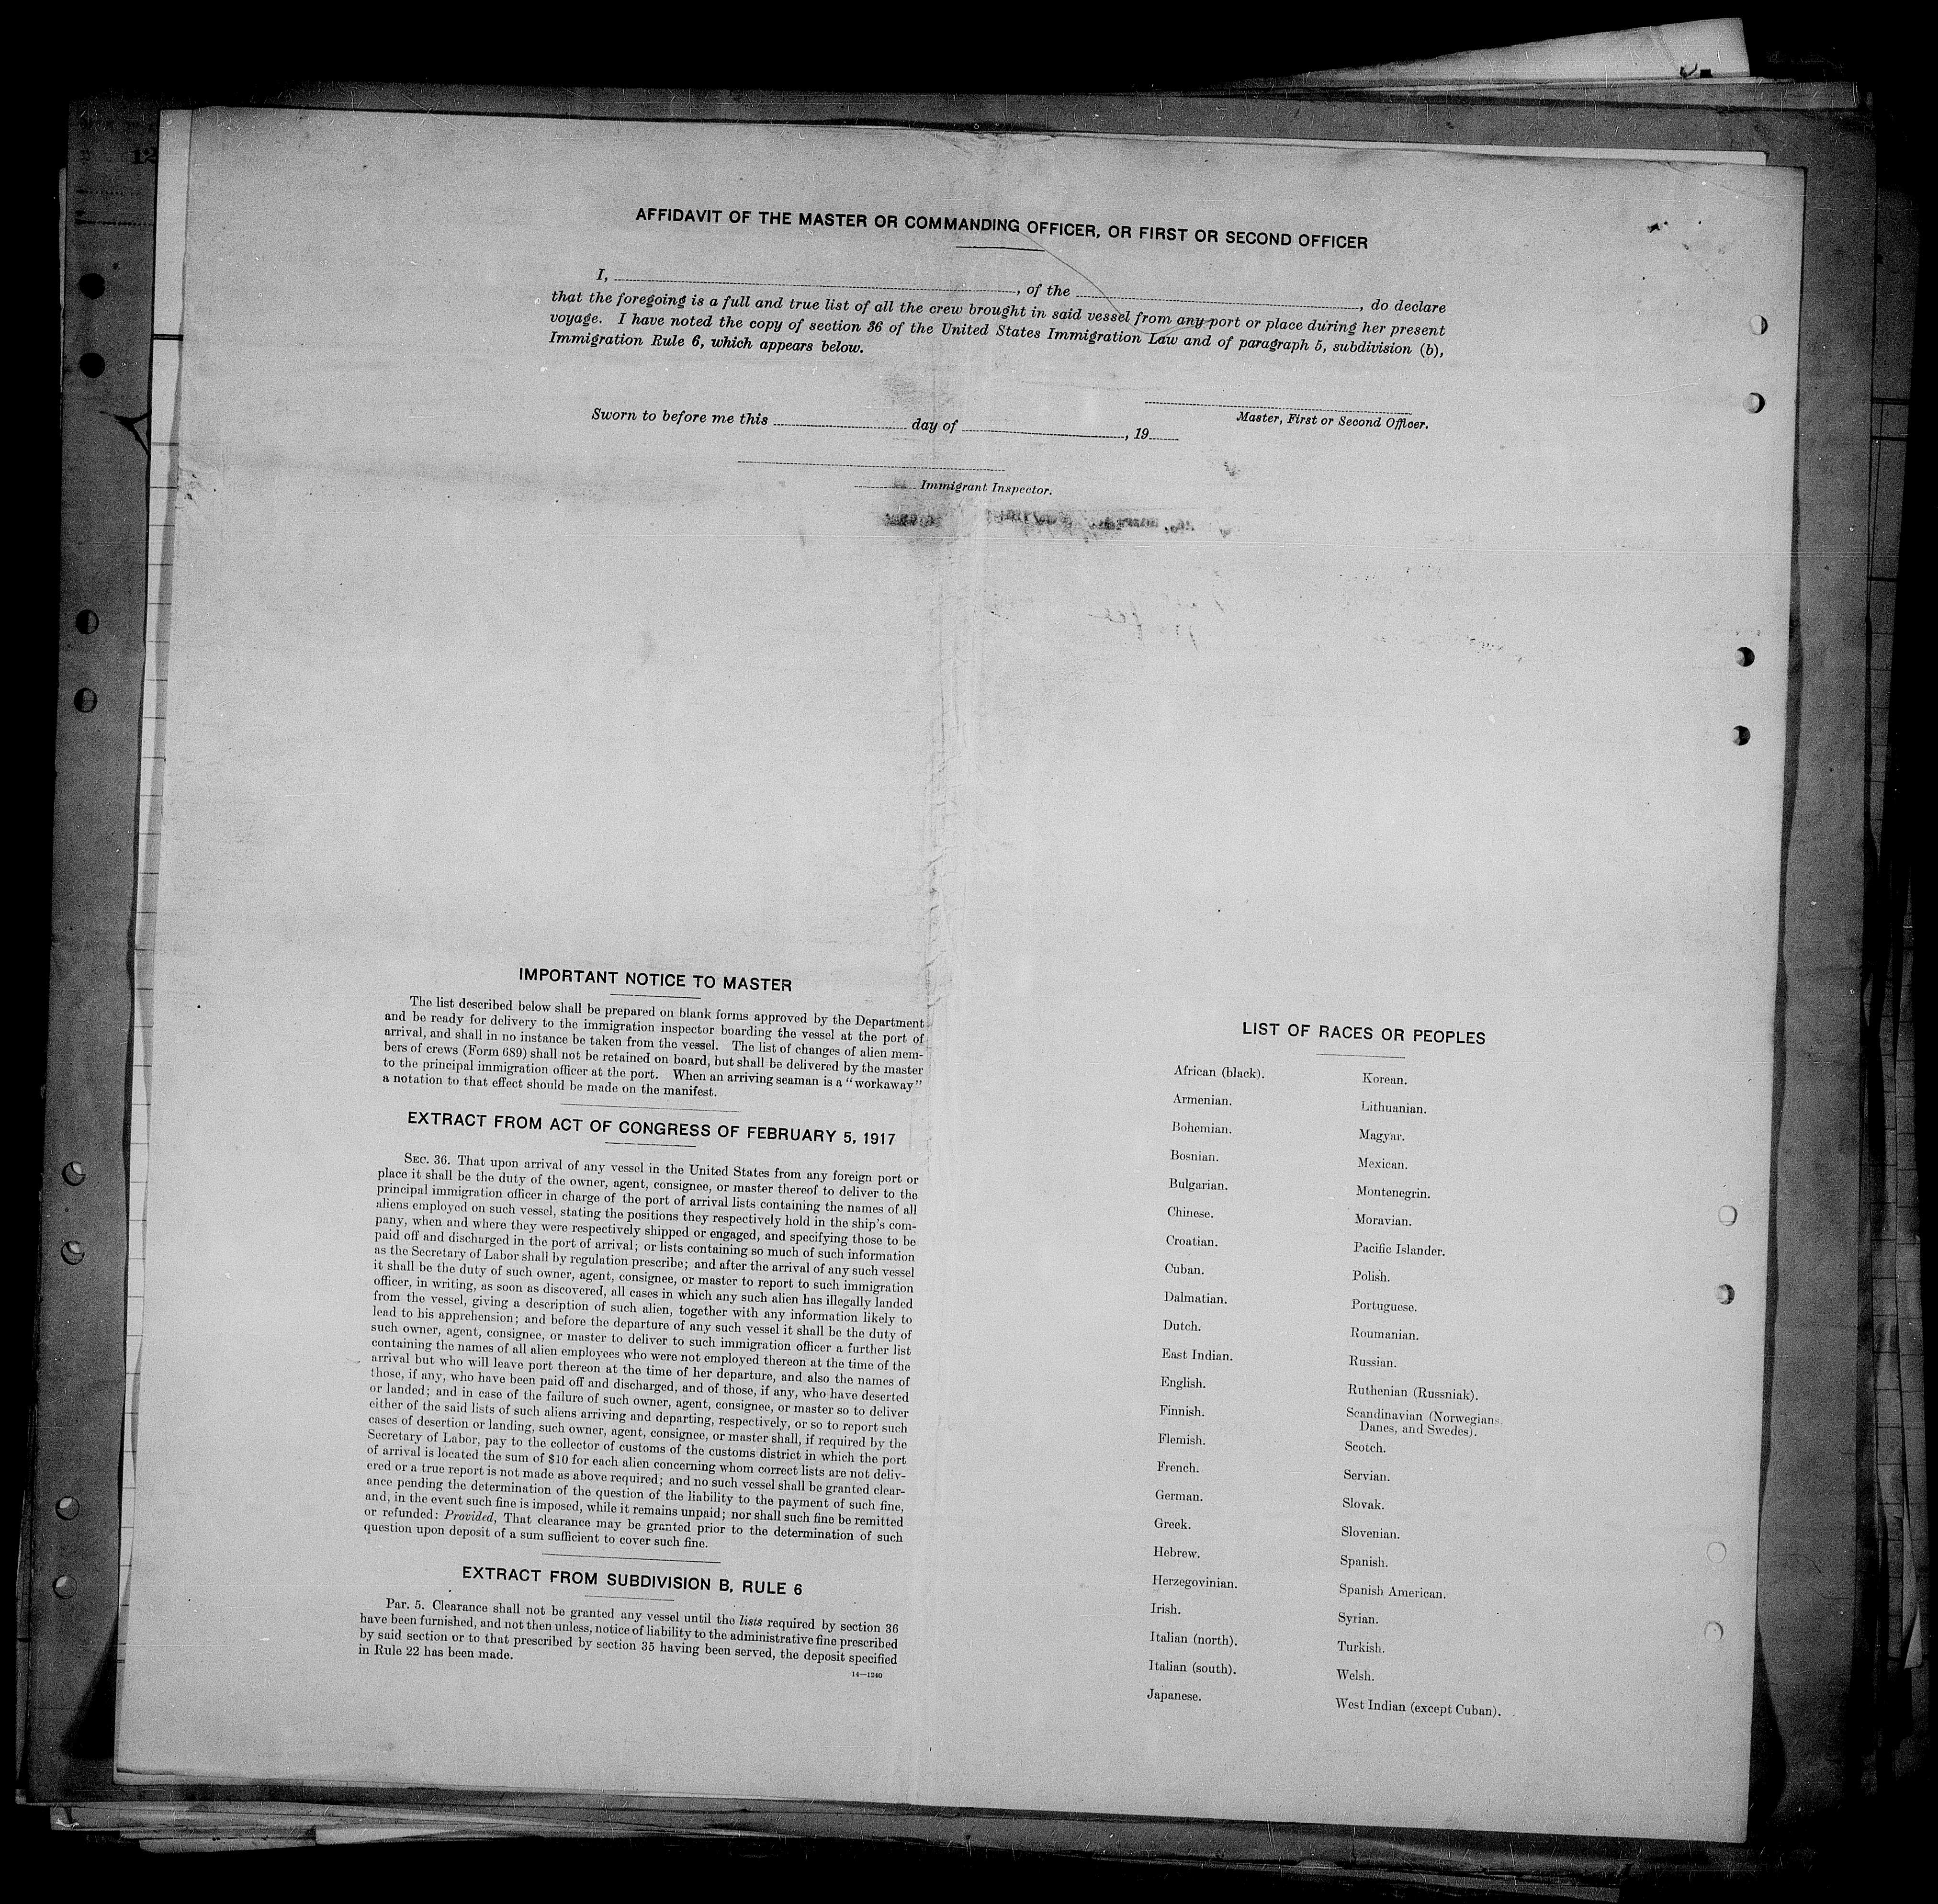 12
AFFIDAVIT OF THE MASTER OR COMMANDING OFFICER, OR FIRST OR SECOND OFFICER
I, , of the , do declare
that the foregoing is a full and true list of all the crew brought in said vessel from any port or place during her present
voyage. I have noted the copy of section 36 of the United States Immigration Law and of paragraph 5, subdivision (b),
Immigration Rule 6, which appears below.
Sworn to before me this day of , 19
Master, First or Second Officer.
Immigrant Inspector.
IMPORTANT NOTICE TO MASTER
The list described below shall be prepared on blank forms approved by the Department
and be ready for delivery to the immigration inspector boarding the vessel at the port of
arrival, and shall in no instance be taken from the vessel. The list of changes of alien mem-
bers of crews (Form 689) shall not be retained on board, but shall be delivered by the master
to the principal immigration officer at the port. When an arriving seaman is a "workaway"
a notation to that effect should be made on the manifest.
EXTRACT FROM ACT OF CONGRESS OF FEBRUARY 5, 1917
SEC. 36. That upon arrival of any vessel in the United States from any foreign port or
place it shall be the duty of the owner, agent, consignee, or master thereof to deliver to the
principal immigration officer in charge of the port of arrival lists containing the names of all
aliens employed on such vessel, stating the positions they respectively hold in the ship's com-
pany, when and where they were respectively shipped or engaged, and specifying those to be
paid off and discharged in the port of arrival; or lists containing so much of such information
as the Secretary of Labor shall by regulation prescribe; and after the arrival of any such vessel
it shall be the duty of such owner, agent, consignee, or master to report to such immigration
officer, in writing, as soon as discovered, all cases in which any such alien has illegally landed
from the vessel, giving a description of such alien, together with any information likely to
lead to his apprehension; and before the departure of any such vessel it shall be the duty of
such owner, agent, consignee, or master to deliver to such immigration officer a further list
containing the names of all alien employees who were not employed thereon at the time of the
arrival but who will leave port thereon at the time of her departure, and also the names of
those, if any, who have been paid off and discharged, and of those, if any, who have deserted
or landed; and in case of the failure of such owner, agent, consignee, or master so to deliver
either of the said lists of such aliens arriving and departing, respectively, or so to report such
cases of desertion or landing, such owner, agent, consignee, or master shall, if required by the
Secretary of Labor, pay to the collector of customs of the customs district in which the port
of arrival is located the sum of $10 for each alien concerning whom correct lists are not deliv-
ered or a true report is not made as above required; and no such vessel shall be granted clear-
ance pending the determination of the question of the liability to the payment of such fine,
and, in the event such fine is imposed, while it remains unpaid; nor shall such fine be remitted
or refunded: Provided, That clearance may be granted prior to the determination of such
question upon deposit of a sum sufficient to cover such fine.
EXTRACT FROM SUBDIVISION B, RULE 6
Par. 5. Clearance shall not be granted any vessel until the lists required by section 36
have been furnished, and not then unless, notice of liability to the administrative fine prescribed
by said section or to that prescribed by section 35 having been served, the deposit specified
in Rule 22 has been made.
14—1240
LIST OF RACES OR PEOPLES
African (black).
Armenian.
Bohemian.
Bosnian.
Bulgarian.
Chinese.
Croatian.
Cuban.
Dalmatian.
Dutch.
East Indian.
English.
Finnish.
Flemish.
French.
German.
Greek.
Hebrew.
Herzegovinian.
Irish.
Italian (north).
Italian (south).
Japanese.
Korean.
Lithuanian.
Magyar.
Mexican.
Montenegrin.
Moravian.
Pacific Islander.
Polish.
Portuguese.
Roumanian.
Russian.
Ruthenian (Russniak).
Scandinavian (Norwegians,
Danes, and Swedes).
Scotch.
Servian.
Slovak.
Slovenian.
Spanish.
Spanish American.
Syrian.
Turkish.
Welsh.
West Indian (except Cuban).